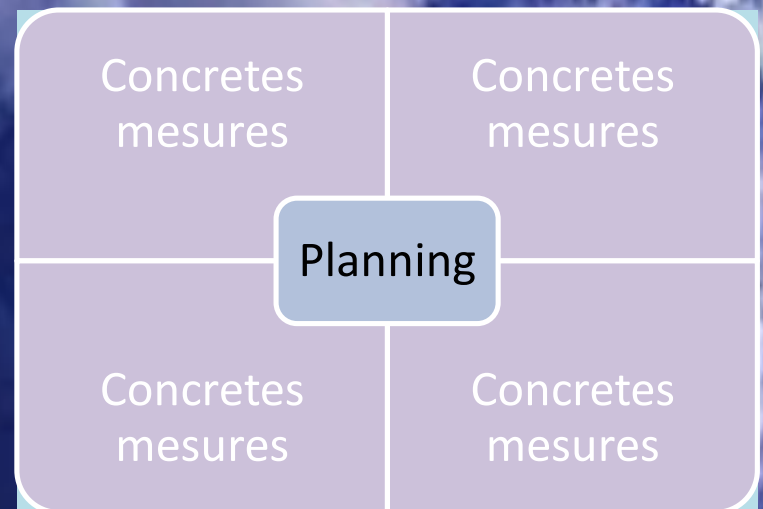 Concretes
mesures
Concretes
mesures
Planning
Concretes
mesures
Concretes
mesures